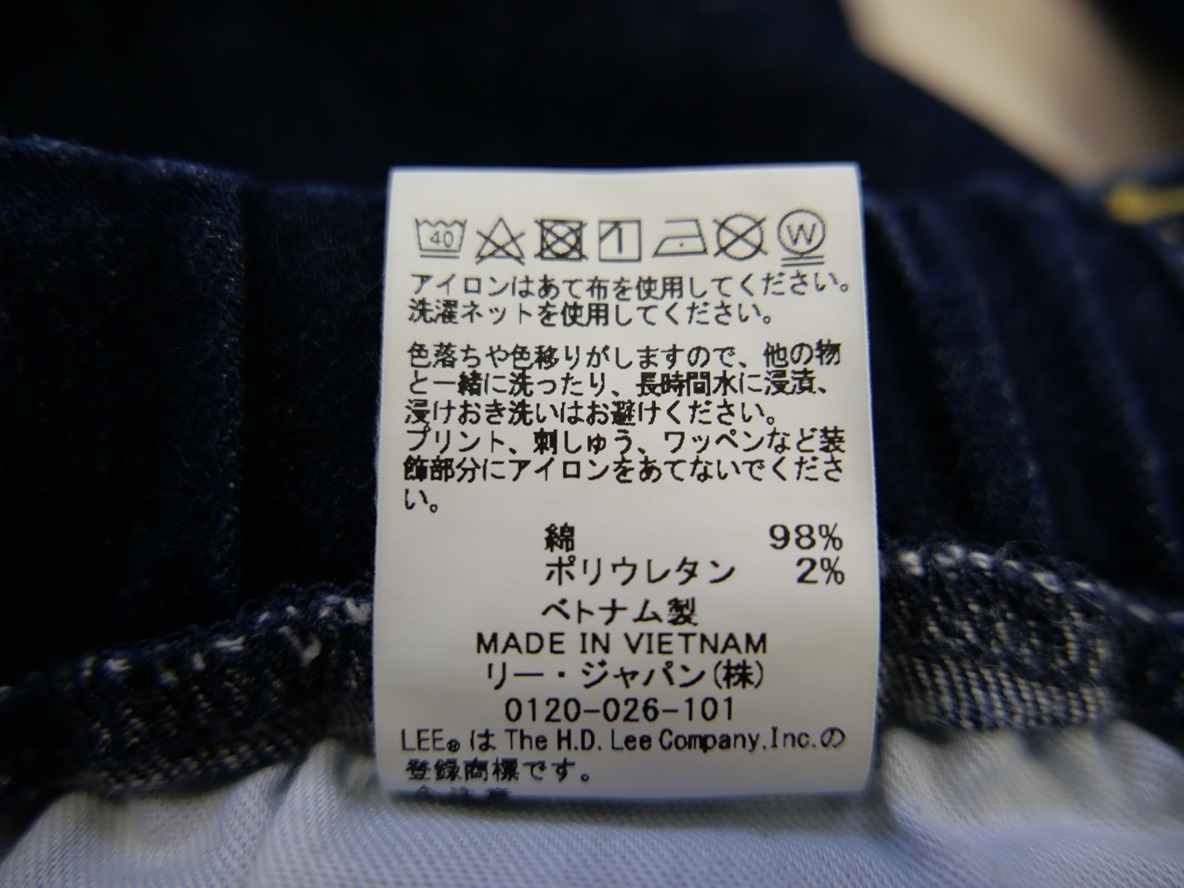 40 W
アイロンはあて布を使用してください。
洗濯ネットを使用してください。
色落ちや色移りがしますので、他の物
と一緒に洗ったり、長時間水に浸漬、
浸けおき洗いはお避けください。
プリント、刺しゅう、ワッペンなど装
飾部分にアイロンをあてないでくださ
い。
綿 98%
ポリウレタン 2%
ベトナム製
MADE IN VIETNAM
リー・ジャパン(株)
0120-026-101
LEE® は The H.D. Lee Company.Inc.の
登録商標です。